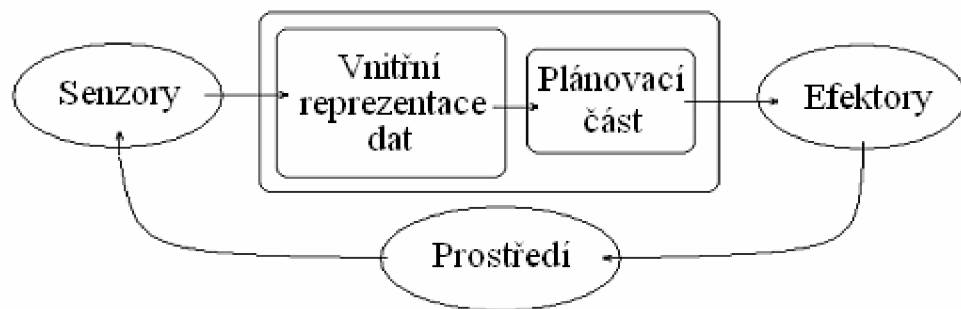 Senzory
Vnitřní
reprezentace
dat
Plánovací
část
Efektory
Prostředí